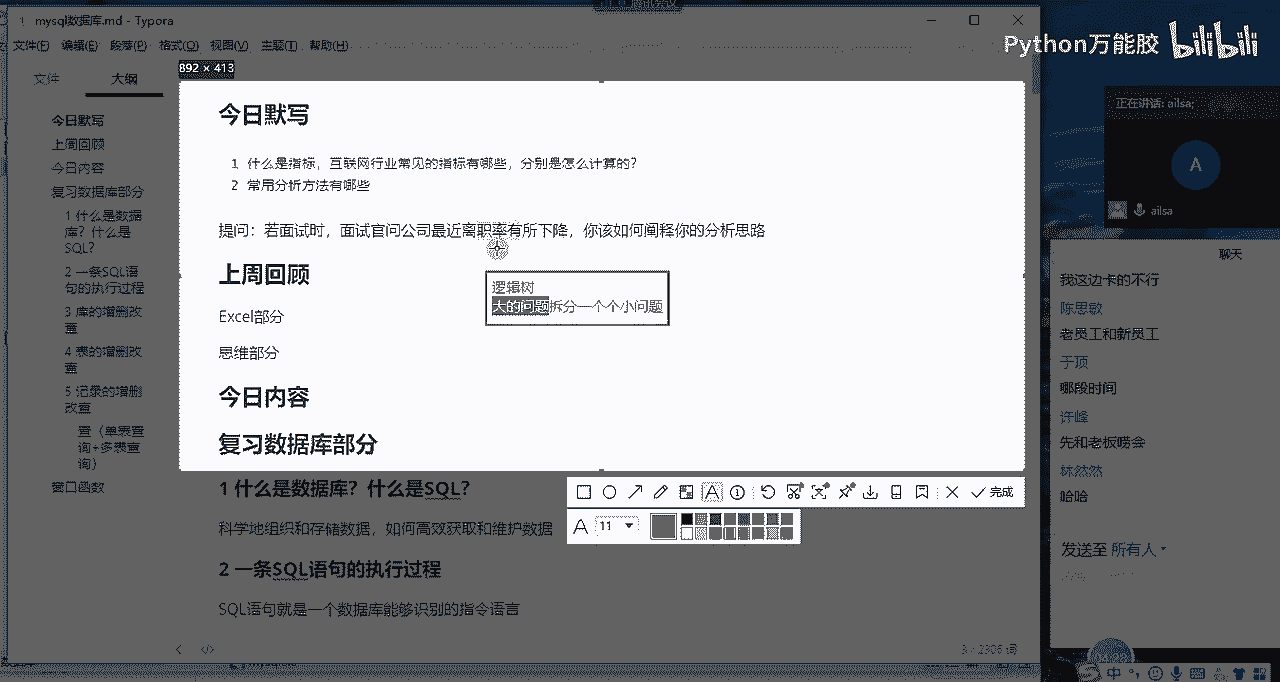 mysql数据库.md - Typora
文件(F) 编辑(E) 段落(P) 格式(O) 视图(V) 主题(T) 帮助(H)
Python万能胶 bilibili
文件 大纲
892 × 413
今日默写
上周回顾
今日内容
复习数据库部分
1 什么是数据库？什么是SQL？
2 一条SQL语句的执行过程
3 库的增删改查
4 表的增删改查
5 记录的增删改查
查（单表查询+多表查询）
窗口函数
今日默写
1 什么是指标，互联网行业常见的指标有哪些，分别是怎么计算的？
2 常用分析方法有哪些
提问：若面试时，面试官问公司最近离职率有所下降，你该如何阐释你的分析思路
上周回顾
逻辑树
大的问题拆分一个个小问题
Excel部分
思维部分
今日内容
复习数据库部分
1 什么是数据库？什么是SQL？
科学地组织和存储数据，如何高效获取和维护数据
2 一条SQL语句的执行过程
SQL语句就是一个数据库能够识别的指令语言
完成
A 11
正在讲话: ailsa;
A
ailsa
聊天
我这边卡的不行
陈思敏
老员工和新员工
于顶
哪段时间
许峰
先和老板唠会
林然然
哈哈
发送至 所有人
中